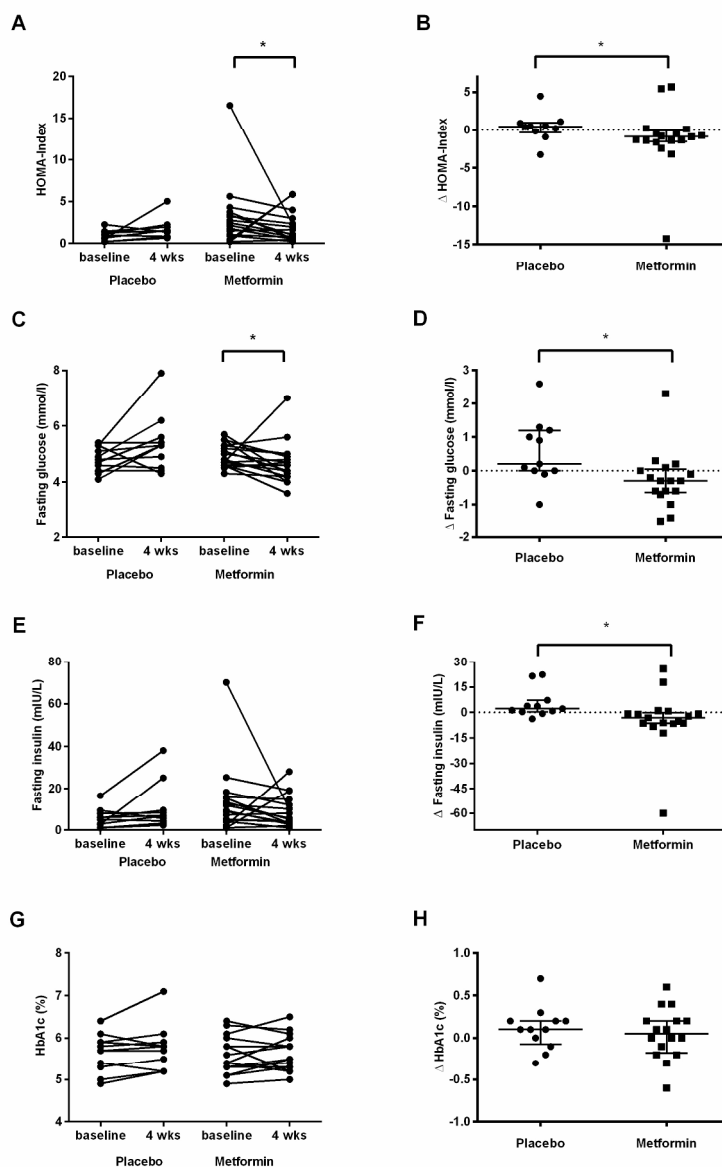 A
*
HOMA-Index
20
15
10
5
0
baseline 4 wks baseline 4 wks
Placebo Metformin
B
*
Δ HOMA-Index
5
0
-5
-10
-15
Placebo Metformin
C
*
Fasting glucose (mmol/l)
8
6
4
2
baseline 4 wks baseline 4 wks
Placebo Metformin
D
*
Δ Fasting glucose (mmol/l)
3
2
1
0
-1
-2
Placebo Metformin
E
Fasting insulin (mIU/L)
80
60
40
20
0
baseline 4 wks baseline 4 wks
Placebo Metformin
F
*
Δ Fasting insulin (mIU/L)
30
15
0
-15
-30
-45
-60
Placebo Metformin
G
HbA1c (%)
8
7
6
5
4
baseline 4 wks baseline 4 wks
Placebo Metformin
H
Δ HbA1c (%)
1.0
0.5
0.0
-0.5
-1.0
Placebo Metformin